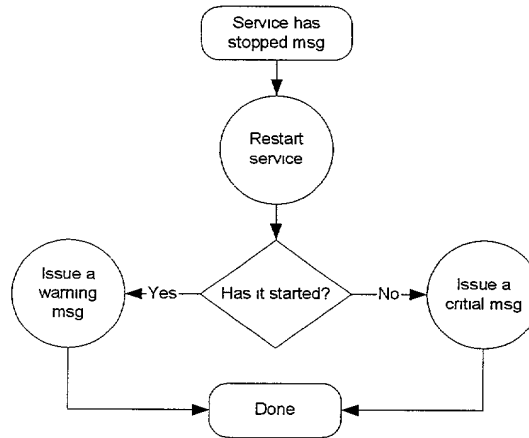 Service has
stopped msg
Restart
service
Has it started?
Yes
No
Issue a
warning
msg
Issue a
critial msg
Done